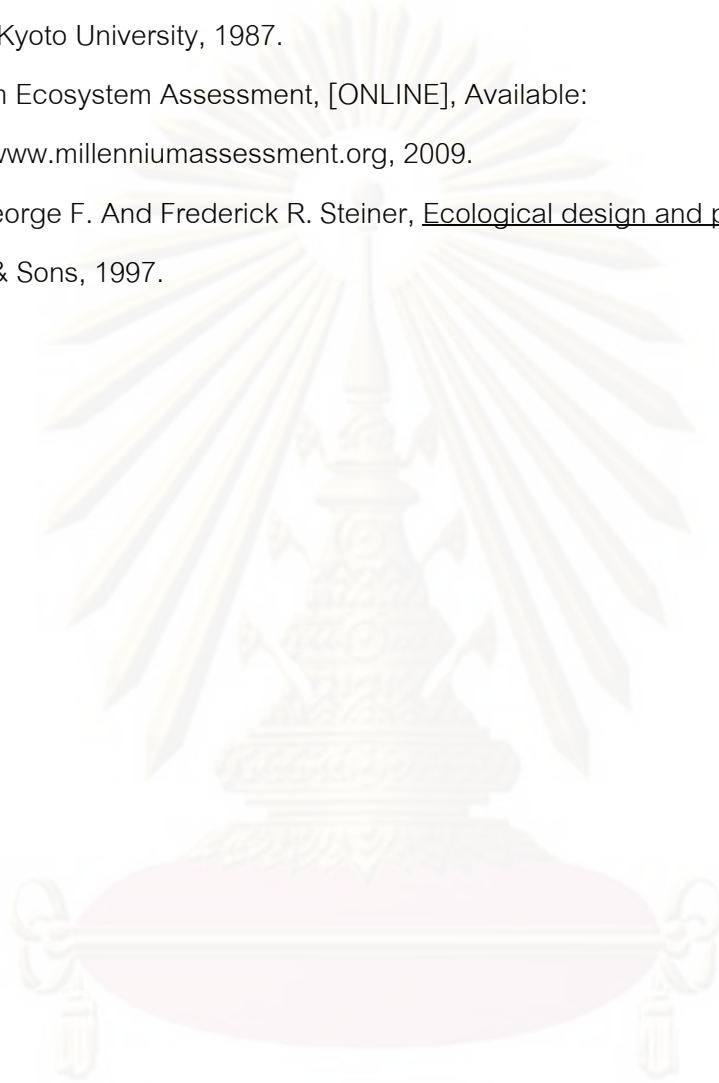 Kyoto University, 1987.
Ecosystem Assessment, [ONLINE], Available:
www.millenniumassessment.org, 2009.
George F. And Frederick R. Steiner, Ecological design and
& Sons, 1997.